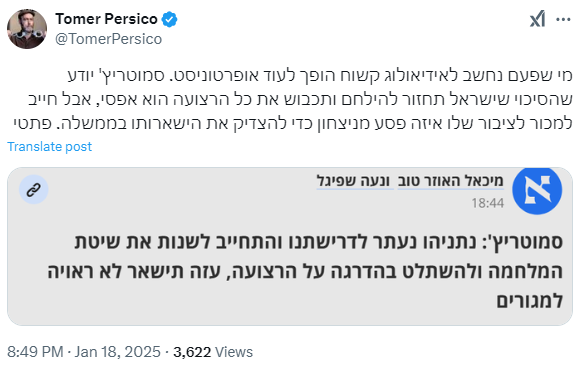 Tomer Persico
@TomerPersico
מי שפעם נחשב לאידיאולוג קשוח הופך לעוד אופרטוניסט. סמוטריץ' יודע
שהסיכוי שישראל תחזור להילחם ותכבוש את כל הרצועה הוא אפסי, אבל חייב
למכור לציבור שלו איזה פסע מניצחון כדי להצדיק את הישארותו בממשלה. פתטי
Translate post
מיכאל האוזר טוב ונעה שפיגל
18:44
סמוטריץ': נתניהו נעתר לדרישתנו והתחייב לשנות את שיטת
המלחמה ולהשתלט בהדרגה על הרצועה, עזה תישאר לא ראויה
למגורים
8:49 PM · Jan 18, 2025 · 3,622 Views